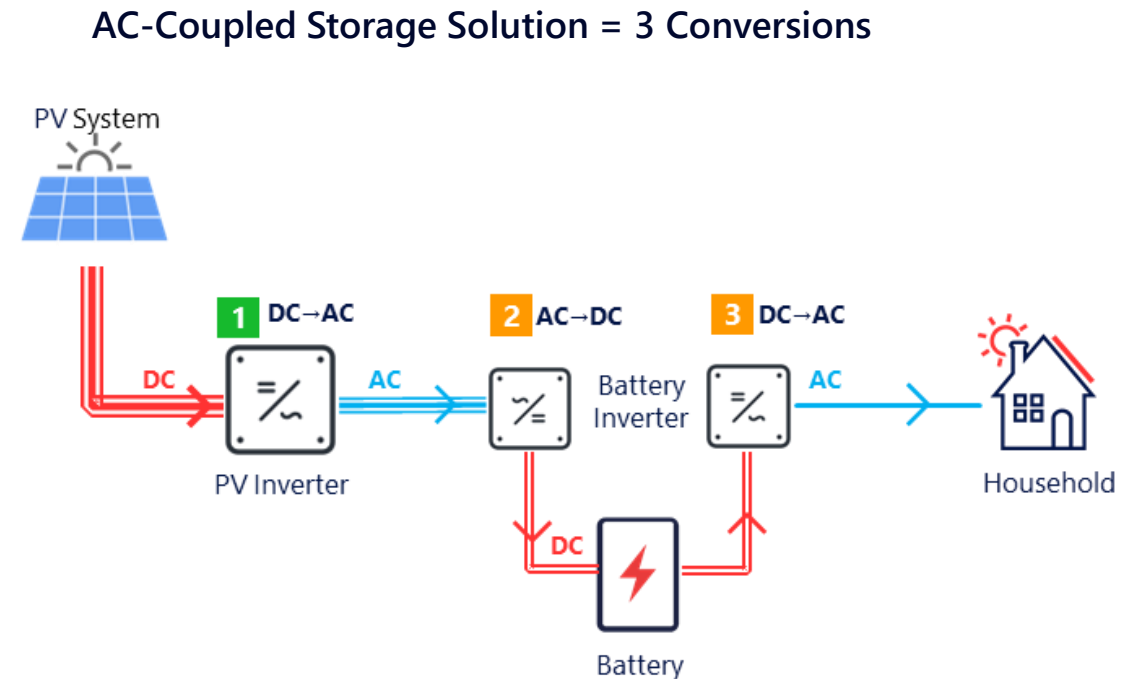 AC-Coupled Storage Solution = 3 Conversions
PV System
1 DC→AC
2 AC→DC
3 DC→AC
DC
AC
Battery
Inverter
AC
PV Inverter
Household
DC
Battery